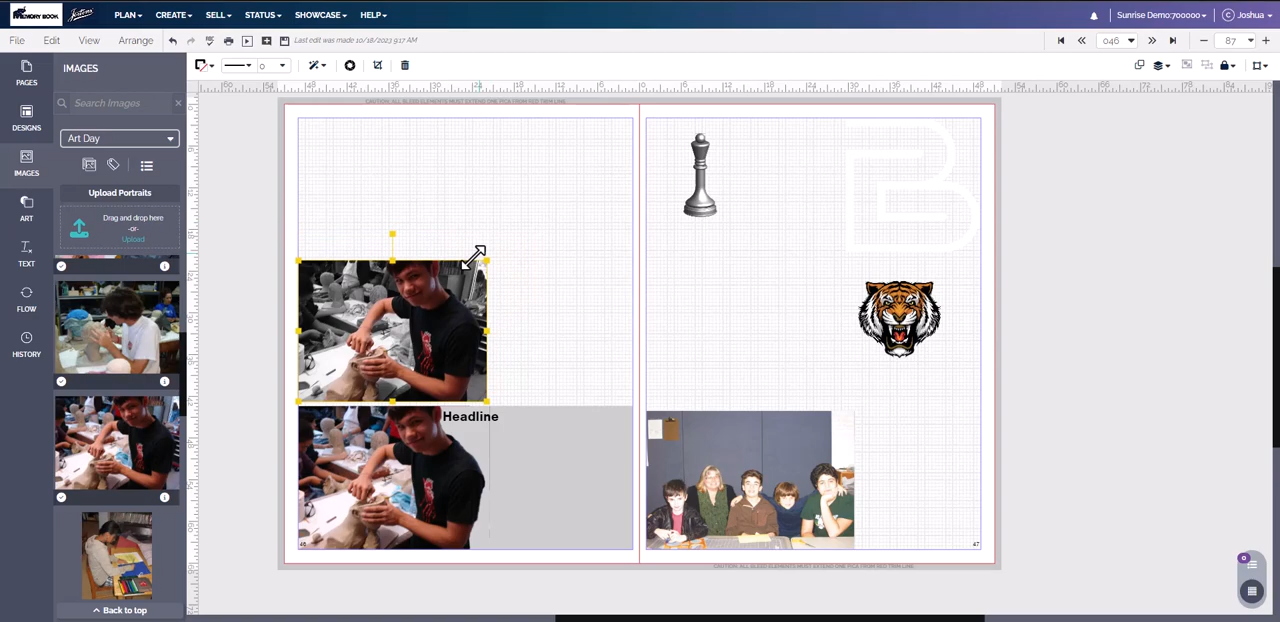 MEMORY BOOK
Jostens
PLAN
CREATE
SELL
STATUS
SHOWCASE
HELP
Sunrise Demo:700000
C
Joshua
File
Edit
View
Arrange
Last edit was made 10/18/2023 9:17 AM
046
87
PAGES
DESIGNS
IMAGES
ART
TEXT
FLOW
HISTORY
IMAGES
Search Images
Art Day
Upload Portraits
Drag and drop here
-or-
Upload
Back to top
0
CAUTION: ALL BLEED ELEMENTS MUST EXTEND ONE PICA FROM RED TRIM LINE
Headline
46
47
B
CAUTION: ALL BLEED ELEMENTS MUST EXTEND ONE PICA FROM RED TRIM LINE
0